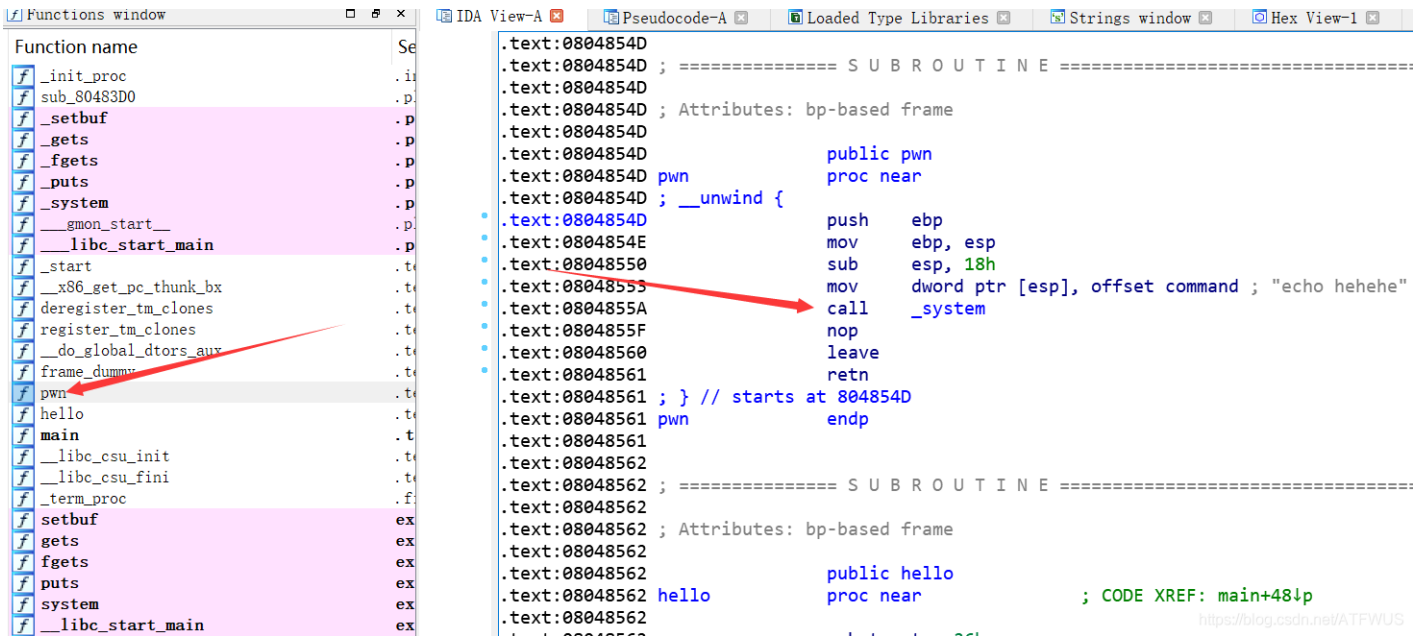 Functions window
IDA View-A Pseudocode-A Loaded Type Libraries Strings window Hex View-1
Function name Se
_init_proc
sub_80483D0
_setbuf
_gets
_fgets
_puts
_system
___gmon_start__
___libc_start_main
_start
__x86_get_pc_thunk_bx
deregister_tm_clones
register_tm_clones
__do_global_dtors_aux
frame_dummy
pwn
hello
main
__libc_csu_init
__libc_csu_fini
_term_proc
setbuf
gets
fgets
puts
system
__libc_start_main
.text:0804854D
.text:0804854D ; =============== S U B R O U T I N E =================================
.text:0804854D
.text:0804854D ; Attributes: bp-based frame
.text:0804854D
.text:0804854D public pwn
.text:0804854D pwn proc near
.text:0804854D ; __unwind {
.text:0804854D push ebp
.text:0804854E mov ebp, esp
.text:08048550 sub esp, 18h
.text:08048553 mov dword ptr [esp], offset command ; "echo hehehe"
.text:0804855A call _system
.text:0804855F nop
.text:08048560 leave
.text:08048561 retn
.text:08048561 ; } // starts at 804854D
.text:08048561 pwn endp
.text:08048561
.text:08048562
.text:08048562 ; =============== S U B R O U T I N E =================================
.text:08048562
.text:08048562 ; Attributes: bp-based frame
.text:08048562
.text:08048562 public hello
.text:08048562 hello proc near ; CODE XREF: main+48↓p
.text:08048562
https://blog.csdn.net/ATFWUS